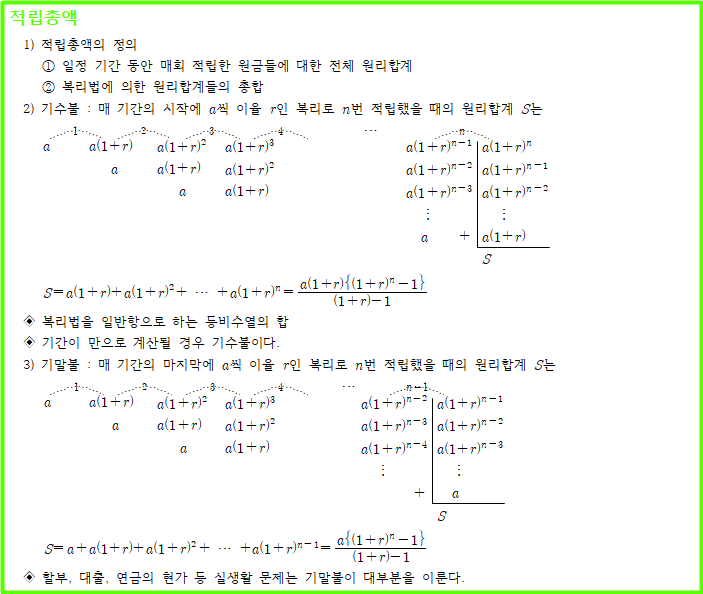 적립총액
1) 적립총액의 정의
① 일정 기간 동안 매회 적립한 원금들에 대한 전체 원리합계
② 복리법에 의한 원리합계들의 총합
2) 기수불 : 매 기간의 시작에 a씩 이율 r인 복리로 n번 적립했을 때의 원리합계 S는
1 2 3 4 ⋯ n
a a(1+r) a(1+r)² a(1+r)³ a(1+r)ⁿ⁻¹ a(1+r)ⁿ
a a(1+r) a(1+r)² a(1+r)ⁿ⁻² a(1+r)ⁿ⁻¹
a a(1+r) a(1+r)ⁿ⁻³ a(1+r)ⁿ⁻²
⋮ ⋮
a + a(1+r)
S
S=a(1+r)+a(1+r)²+ ⋯ +a(1+r)ⁿ= a(1+r){(1+r)ⁿ-1} / (1+r)-1
◈ 복리법을 일반항으로 하는 등비수열의 합
◈ 기간이 만으로 계산될 경우 기수불이다.
3) 기말불 : 매 기간의 마지막에 a씩 이율 r인 복리로 n번 적립했을 때의 원리합계 S는
1 2 3 4 ⋯ n-1
a a(1+r) a(1+r)² a(1+r)³ a(1+r)ⁿ⁻² a(1+r)ⁿ⁻¹
a a(1+r) a(1+r)² a(1+r)ⁿ⁻³ a(1+r)ⁿ⁻²
a a(1+r) a(1+r)ⁿ⁻⁴ a(1+r)ⁿ⁻³
⋮ ⋮
+ a
S
S=a+a(1+r)+a(1+r)²+ ⋯ +a(1+r)ⁿ⁻¹= a{(1+r)ⁿ-1} / (1+r)-1
◈ 할부, 대출, 연금의 현가 등 실생활 문제는 기말불이 대부분을 이룬다.